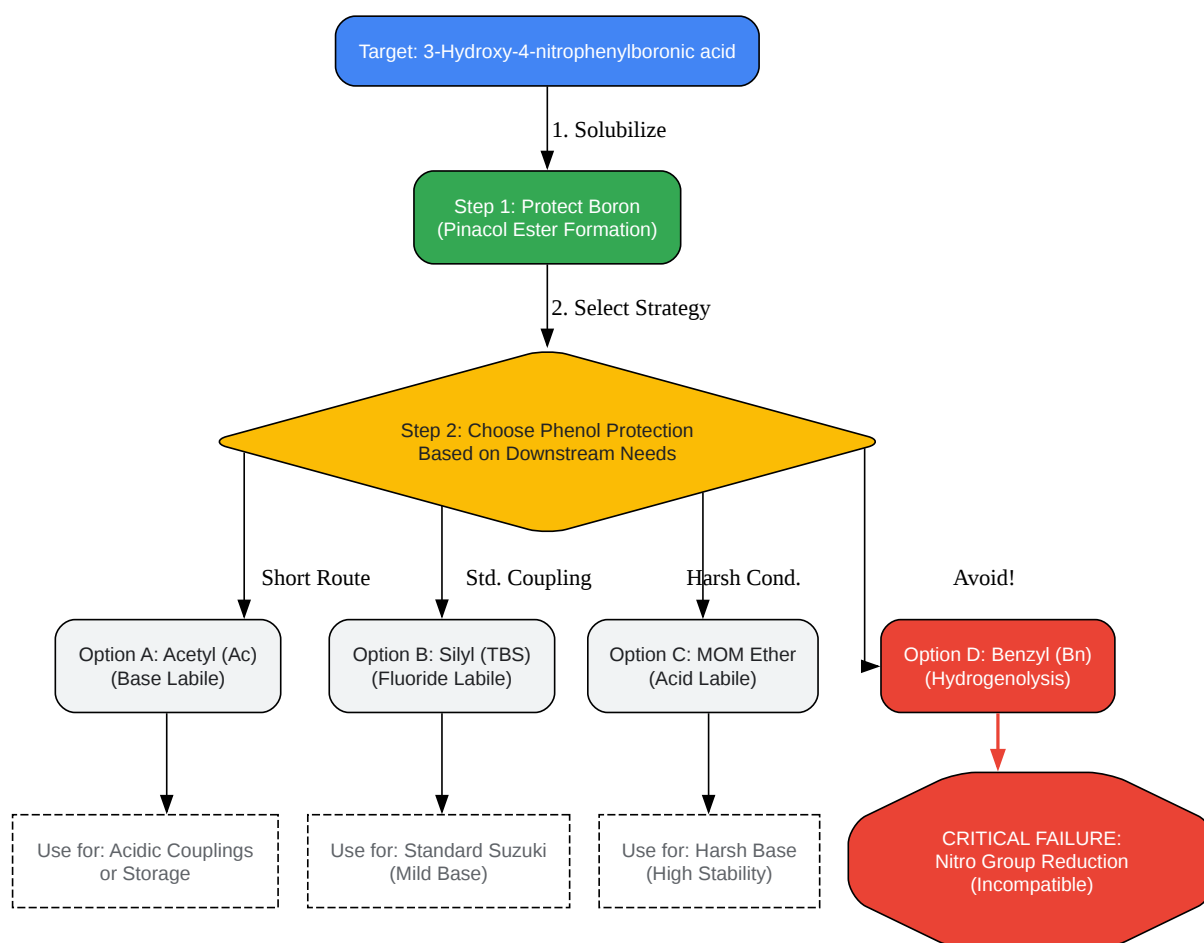 Target: 3-Hydroxy-4-nitrophenylboronic acid
1. Solubilize
Step 1: Protect Boron
(Pinacol Ester Formation)
2. Select Strategy
Step 2: Choose Phenol Protection
Based on Downstream Needs
Short Route
Std. Coupling
Harsh Cond.
Avoid!
Option A: Acetyl (Ac)
(Base Labile)
Option B: Silyl (TBS)
(Fluoride Labile)
Option C: MOM Ether
(Acid Labile)
Option D: Benzyl (Bn)
(Hydrogenolysis)
Use for: Acidic Couplings
or Storage
Use for: Standard Suzuki
(Mild Base)
Use for: Harsh Base
(High Stability)
CRITICAL FAILURE:
Nitro Group Reduction
(Incompatible)